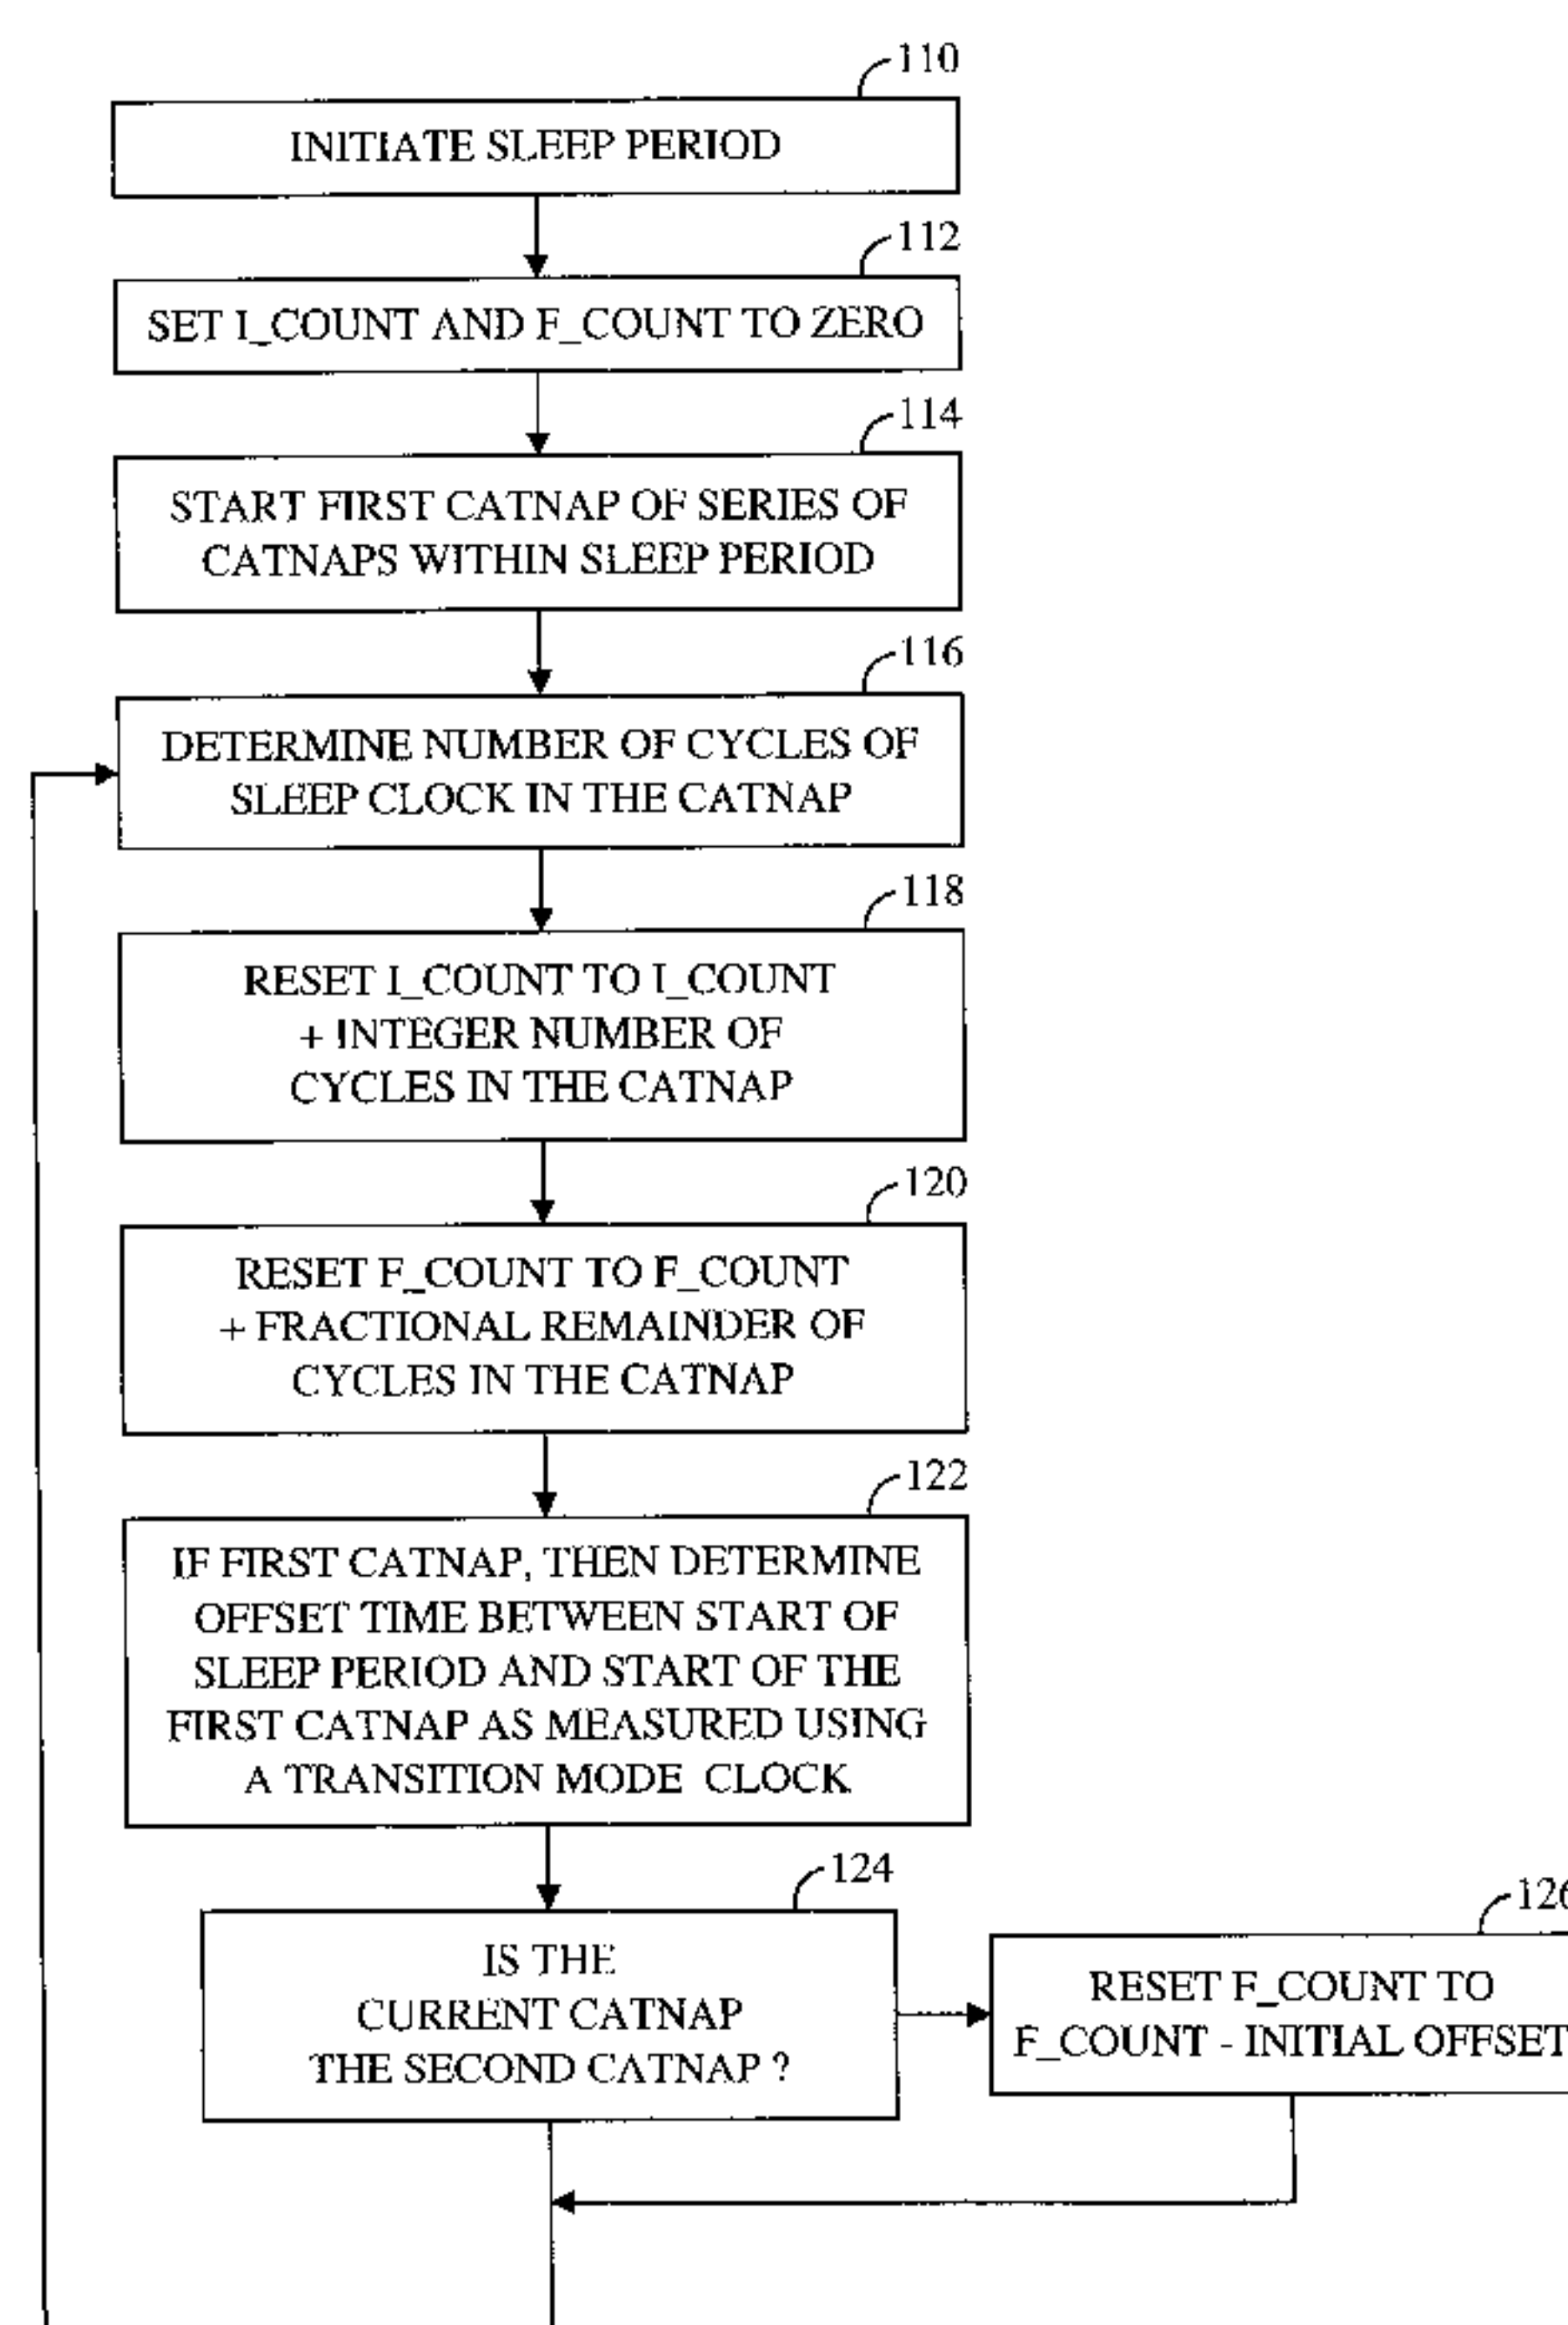 110
INITIATE SLEEP PERIOD
112
SET I_COUNT AND F_COUNT TO ZERO
114
START FIRST CATNAP OF SERIES OF
CATNAPS WITHIN SLEEP PERIOD
116
DETERMINE NUMBER OF CYCLES OF
SLEEP CLOCK IN THE CATNAP
118
RESET I_COUNT TO I_COUNT
+ INTEGER NUMBER OF
CYCLES IN THE CATNAP
120
RESET F_COUNT TO F_COUNT
+ FRACTIONAL REMAINDER OF
CYCLES IN THE CATNAP
122
IF FIRST CATNAP, THEN DETERMINE
OFFSET TIME BETWEEN START OF
SLEEP PERIOD AND START OF THE
FIRST CATNAP AS MEASURED USING
A TRANSITION MODE CLOCK
124
IS THE
CURRENT CATNAP
THE SECOND CATNAP ?
126
RESET F_COUNT TO
F_COUNT - INITIAL OFFSET